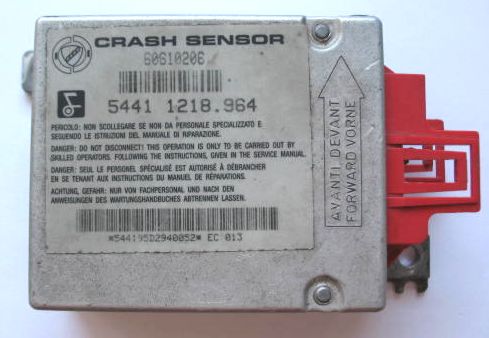 CRASH SENSOR
60610206
5441 1218.964
PERICOLO: NON SCOLLEGARE SE NON DA PERSONALE SPECIALIZZATO E
SEGUENDO LE ISTRUZIONI DEL MANUALE DI RIPARAZIONE.
DANGER: DO NOT DISCONNECT! THIS OPERATION IS ONLY TO BE CARRIED OUT BY
SKILLED OPERATORS. FOLLOWING THE INSTRUCTIONS, GIVEN IN THE SERVICE MANUAL.
DANGER: SEUL LE PERSONEL SPÉCIALISÉ EST AUTORISÉ À DÉBRANCHER
EN SE TENANT AUX INSTRUCTIONS DU MANUEL DE RÉPARATION.
ACHTUNG, GEFAHR: NUR VON FACHPERSONAL UND NACH DEN
ANWEISUNGEN DES WARTUNGSHANDBUCHES ABTRENNEN LASSEN.
*544195D2940052* EC 013
AVANTI DEVANT
FORWARD VORNE